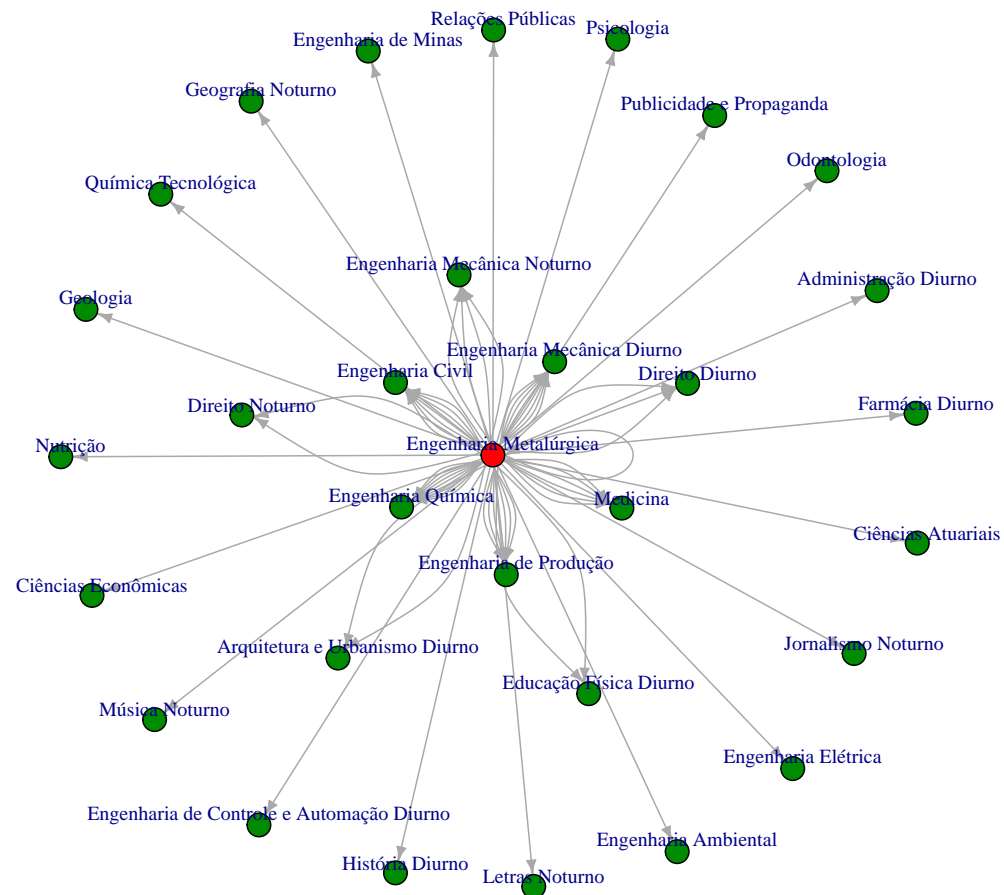 Relações Públicas
Psicologia
Engenharia de Minas
Geografia Noturno
Publicidade e Propaganda
Odontologia
Química Tecnológica
Engenharia Mecânica Noturno
Administração Diurno
Geologia
Engenharia Mecânica Diurno
Engenharia Civil
Direito Diurno
Direito Noturno
Farmácia Diurno
Nutrição
Engenharia Metalúrgica
Engenharia Química
Medicina
Ciências Atuariais
Engenharia de Produção
Ciências Econômicas
Arquitetura e Urbanismo Diurno
Jornalismo Noturno
Educação Física Diurno
Música Noturno
Engenharia Elétrica
Engenharia de Controle e Automação Diurno
Engenharia Ambiental
História Diurno
Letras Noturno